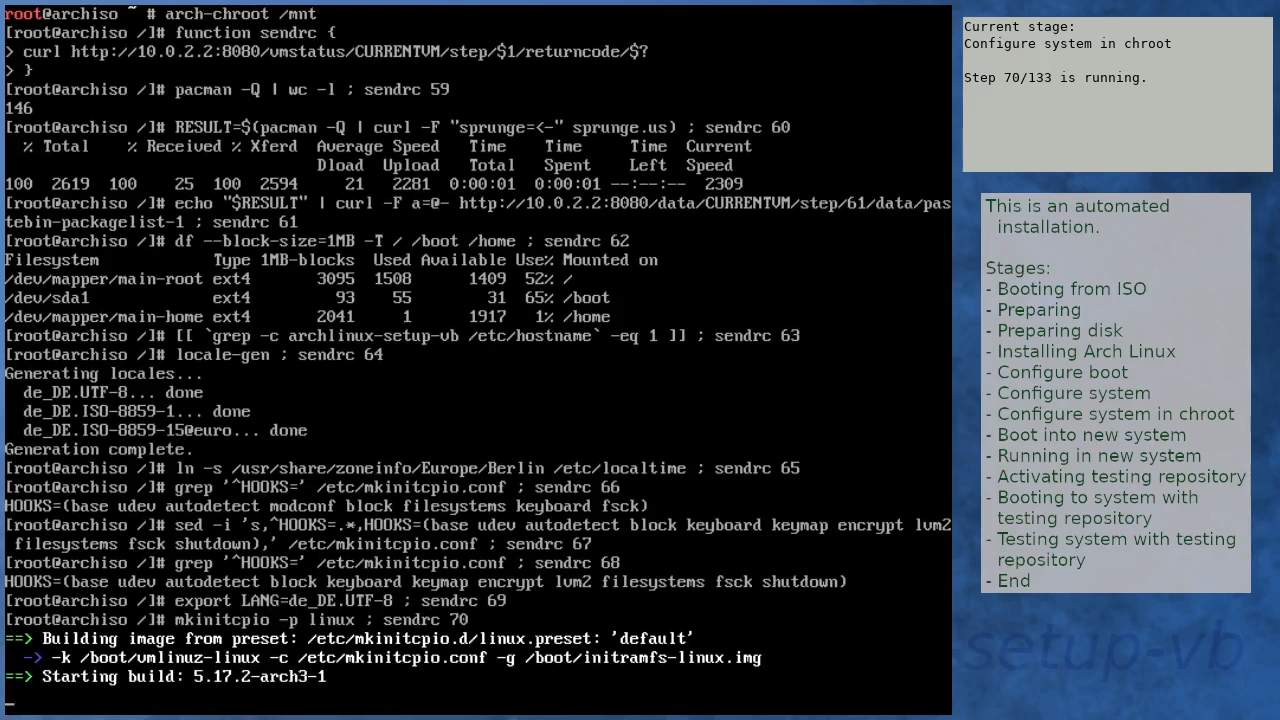 root@archiso ~ # arch-chroot /mnt
[root@archiso /]# function sendrc {
> curl http://10.0.2.2:8080/vmstatus/CURRENTVM/step/$1/returncode/$?
> }
[root@archiso /]# pacman -Q | wc -l ; sendrc 59
146
[root@archiso /]# RESULT=$(pacman -Q | curl -F "sprunge=<-" sprunge.us) ; sendrc 60
  % Total    % Received % Xferd  Average Speed   Time    Time     Time  Current
                                 Dload  Upload   Total   Spent    Left  Speed
100  2619  100    25  100  2594     21   2281  0:00:01  0:00:01 --:--:--  2309
[root@archiso /]# echo "$RESULT" | curl -F a=@- http://10.0.2.2:8080/data/CURRENTVM/step/61/data/pas
tebin-packagelist-1 ; sendrc 61
[root@archiso /]# df --block-size=1MB -T / /boot /home ; sendrc 62
Filesystem            Type 1MB-blocks  Used Available Use% Mounted on
/dev/mapper/main-root ext4       3095  1508      1409  52% /
/dev/sda1             ext4         93    55        31  65% /boot
/dev/mapper/main-home ext4       2041     1      1917   1% /home
[root@archiso /]# [[ `grep -c archlinux-setup-vb /etc/hostname` -eq 1 ]] ; sendrc 63
[root@archiso /]# locale-gen ; sendrc 64
Generating locales...
  de_DE.UTF-8... done
  de_DE.ISO-8859-1... done
  de_DE.ISO-8859-15@euro... done
Generation complete.
[root@archiso /]# ln -s /usr/share/zoneinfo/Europe/Berlin /etc/localtime ; sendrc 65
[root@archiso /]# grep '^HOOKS=' /etc/mkinitcpio.conf ; sendrc 66
HOOKS=(base udev autodetect modconf block filesystems keyboard fsck)
[root@archiso /]# sed -i 's,^HOOKS=.*,HOOKS=(base udev autodetect block keyboard keymap encrypt lvm2
 filesystems fsck shutdown),' /etc/mkinitcpio.conf ; sendrc 67
[root@archiso /]# grep '^HOOKS=' /etc/mkinitcpio.conf ; sendrc 68
HOOKS=(base udev autodetect block keyboard keymap encrypt lvm2 filesystems fsck shutdown)
[root@archiso /]# export LANG=de_DE.UTF-8 ; sendrc 69
[root@archiso /]# mkinitcpio -p linux ; sendrc 70
==> Building image from preset: /etc/mkinitcpio.d/linux.preset: 'default'
  -> -k /boot/vmlinuz-linux -c /etc/mkinitcpio.conf -g /boot/initramfs-linux.img
==> Starting build: 5.17.2-arch3-1
Current stage:
Configure system in chroot
Step 70/133 is running.
This is an automated
installation.
Stages:
- Booting from ISO
- Preparing
- Preparing disk
- Installing Arch Linux
- Configure boot
- Configure system
- Configure system in chroot
- Boot into new system
- Running in new system
- Activating testing repository
- Booting to system with
testing repository
- Testing system with testing
repository
- End
setup-vb